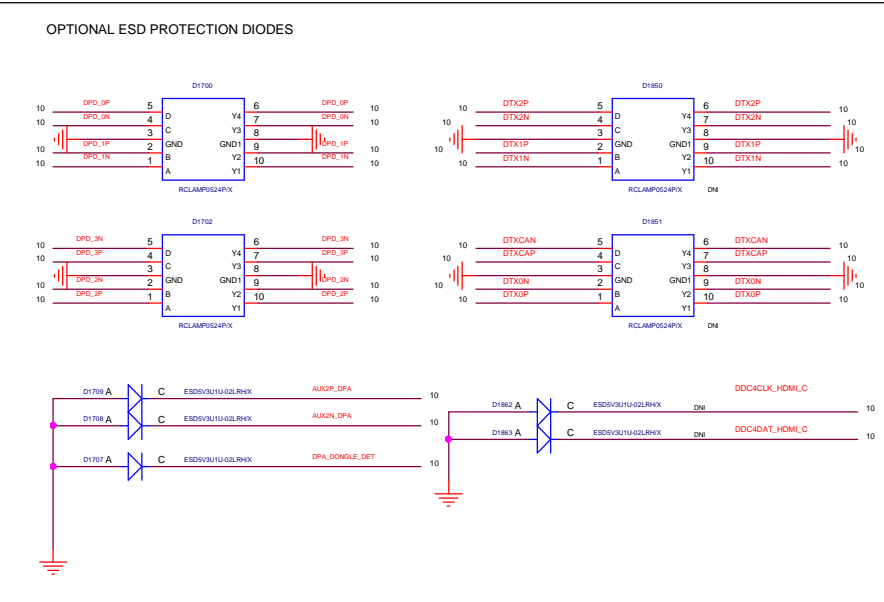 OPTIONAL ESD PROTECTION DIODES
D1700
10 DPD_0P 5 D 6 DPD_0P 10
10 DPD_0N 4 C Y4 7 DPD_0N 10
3 GND Y3 8
10 DPD_1P 2 B GND1 9 DPD_1P 10
10 DPD_1N 1 A Y2 10 DPD_1N 10
Y1
RCLAMP0524P/X
D1850
10 DTX2P 5 D 6 DTX2P 10
10 DTX2N 4 C Y4 7 DTX2N 10
3 GND Y3 8
10 DTX1P 2 B GND1 9 DTX1P 10
10 DTX1N 1 A Y2 10 DTX1N 10
Y1
RCLAMP0524P/X DNI
D1702
10 DPD_3N 5 D 6 DPD_3N 10
10 DPD_3P 4 C Y4 7 DPD_3P 10
3 GND Y3 8
10 DPD_2N 2 B GND1 9 DPD_2N 10
10 DPD_2P 1 A Y2 10 DPD_2P 10
Y1
RCLAMP0524P/X
D1851
10 DTXCAN 5 D 6 DTXCAN 10
10 DTXCAP 4 C Y4 7 DTXCAP 10
3 GND Y3 8
10 DTX0N 2 B GND1 9 DTX0N 10
10 DTX0P 1 A Y2 10 DTX0P 10
Y1
RCLAMP0524P/X DNI
D1709 A C ESD5V3U1U-02LRH/X AUX2P_DPA 10
D1708 A C ESD5V3U1U-02LRH/X AUX2N_DPA 10
D1707 A C ESD5V3U1U-02LRH/X DPA_DONGLE_DET 10
D1862 A C ESD5V3U1U-02LRH/X DNI DDC4CLK_HDMI_C 10
D1863 A C ESD5V3U1U-02LRH/X DNI DDC4DAT_HDMI_C 10